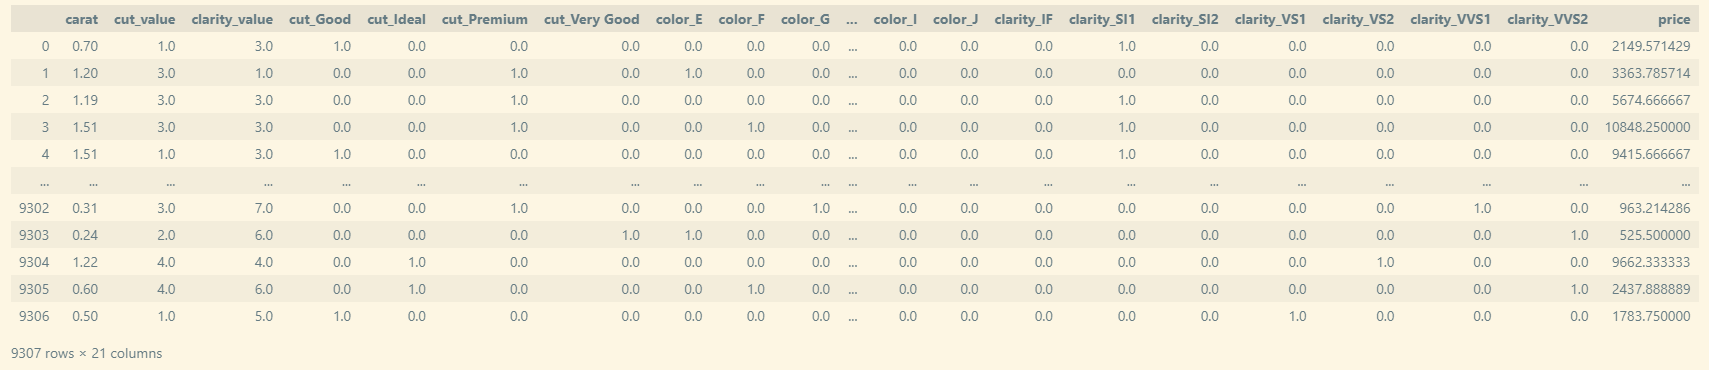 carat cut_value clarity_value cut_Good cut_Ideal cut_Premium cut_Very Good color_E color_F color_G ... color_I color_J clarity_IF clarity_SI1 clarity_SI2 clarity_VS1 clarity_VS2 clarity_VVS1 clarity_VVS2 price
0 0.70 1.0 3.0 1.0 0.0 0.0 0.0 0.0 0.0 0.0 ... 0.0 0.0 0.0 1.0 0.0 0.0 0.0 0.0 0.0 2149.571429
1 1.20 3.0 1.0 0.0 0.0 1.0 0.0 1.0 0.0 0.0 ... 0.0 0.0 0.0 0.0 0.0 0.0 0.0 0.0 0.0 3363.785714
2 1.19 3.0 3.0 0.0 0.0 1.0 0.0 0.0 0.0 0.0 ... 0.0 0.0 0.0 1.0 0.0 0.0 0.0 0.0 0.0 5674.666667
3 1.51 3.0 3.0 0.0 0.0 1.0 0.0 0.0 1.0 0.0 ... 0.0 0.0 0.0 1.0 0.0 0.0 0.0 0.0 0.0 10848.250000
4 1.51 1.0 3.0 1.0 0.0 0.0 0.0 0.0 0.0 0.0 ... 0.0 0.0 0.0 1.0 0.0 0.0 0.0 0.0 0.0 9415.666667
... ... ... ... ... ... ... ... ... ... ... ... ... ... ... ... ... ... ... ... ... ...
9302 0.31 3.0 7.0 0.0 0.0 1.0 0.0 0.0 0.0 1.0 ... 0.0 0.0 0.0 0.0 0.0 0.0 0.0 1.0 0.0 963.214286
9303 0.24 2.0 6.0 0.0 0.0 0.0 1.0 1.0 0.0 0.0 ... 0.0 0.0 0.0 0.0 0.0 0.0 0.0 0.0 1.0 525.500000
9304 1.22 4.0 4.0 0.0 1.0 0.0 0.0 0.0 0.0 0.0 ... 0.0 0.0 0.0 0.0 0.0 0.0 1.0 0.0 0.0 9662.333333
9305 0.60 4.0 6.0 0.0 1.0 0.0 0.0 0.0 1.0 0.0 ... 0.0 0.0 0.0 0.0 0.0 0.0 0.0 0.0 1.0 2437.888889
9306 0.50 1.0 5.0 1.0 0.0 0.0 0.0 0.0 0.0 0.0 ... 0.0 0.0 0.0 0.0 0.0 1.0 0.0 0.0 0.0 1783.750000
9307 rows × 21 columns